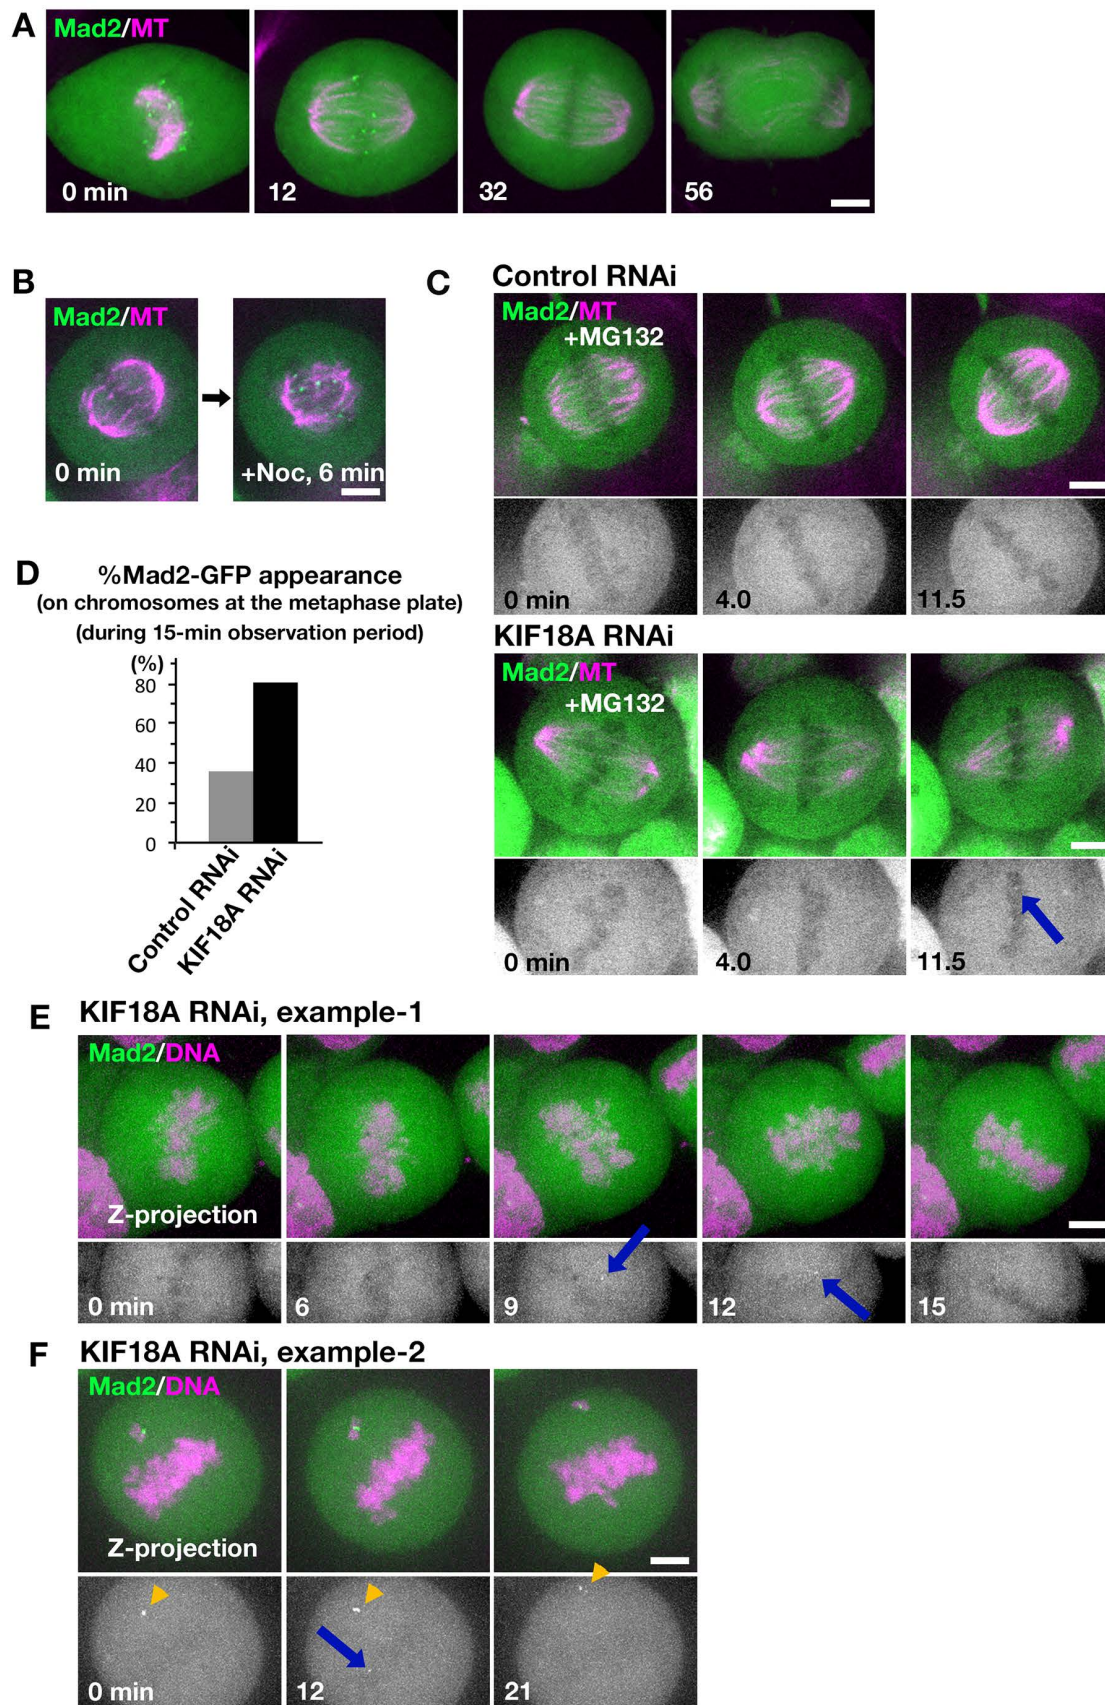 A
Mad2/MT
0 min
12
32
56
B
Mad2/MT
0 min
+Noc, 6 min
C
Control RNAi
Mad2/MT
+MG132
0 min
4.0
11.5
KIF18A RNAi
Mad2/MT
+MG132
0 min
4.0
11.5
D
%Mad2-GFP appearance
(on chromosomes at the metaphase plate)
(during 15-min observation period)
(%)
80
60
40
20
0
Control RNAi
KIF18A RNAi
E
KIF18A RNAi, example-1
Mad2/DNA
Z-projection
0 min
6
9
12
15
F
KIF18A RNAi, example-2
Mad2/DNA
Z-projection
0 min
12
21